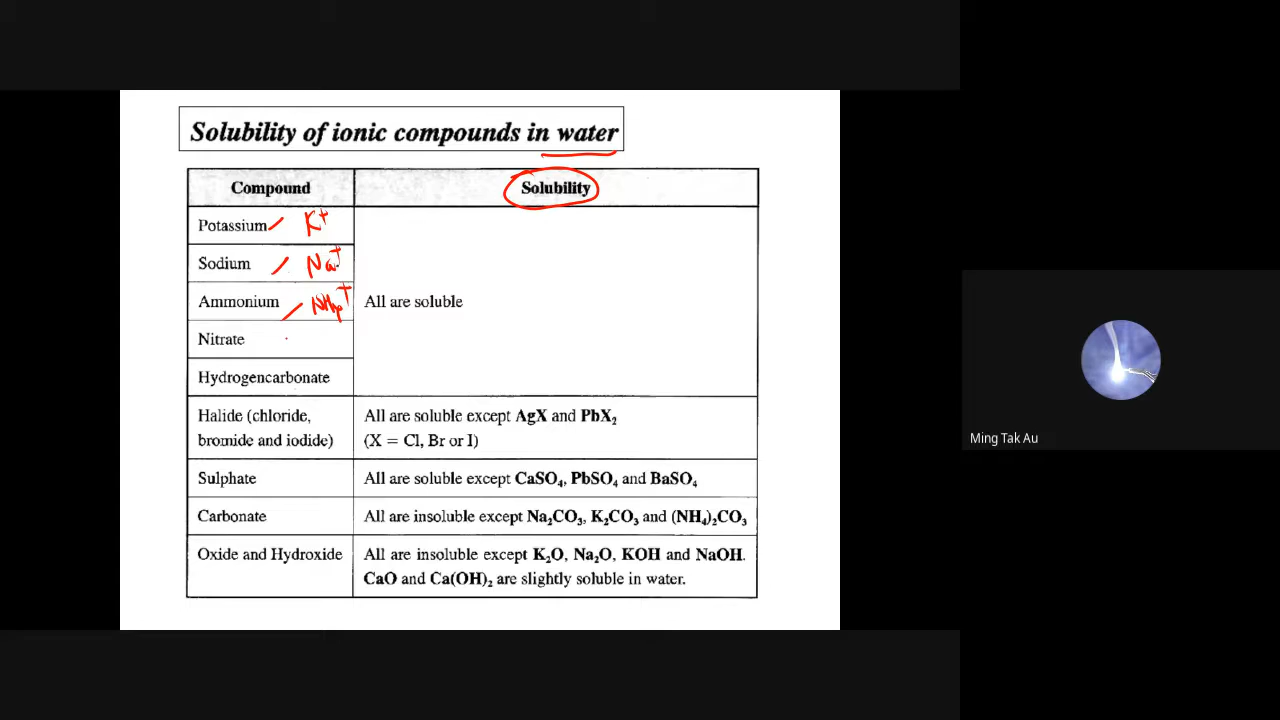 Solubility of ionic compounds in water
Compound Solubility
Potassium K+
Sodium Na+
Ammonium NH4+ All are soluble
Nitrate
Hydrogencarbonate
Halide (chloride, All are soluble except AgX and PbX₂
bromide and iodide) (X = Cl, Br or I)
Sulphate All are soluble except CaSO₄, PbSO₄ and BaSO₄
Carbonate All are insoluble except Na₂CO₃, K₂CO₃ and (NH₄)₂CO₃
Oxide and Hydroxide All are insoluble except K₂O, Na₂O, KOH and NaOH.
CaO and Ca(OH)₂ are slightly soluble in water.
Ming Tak Au